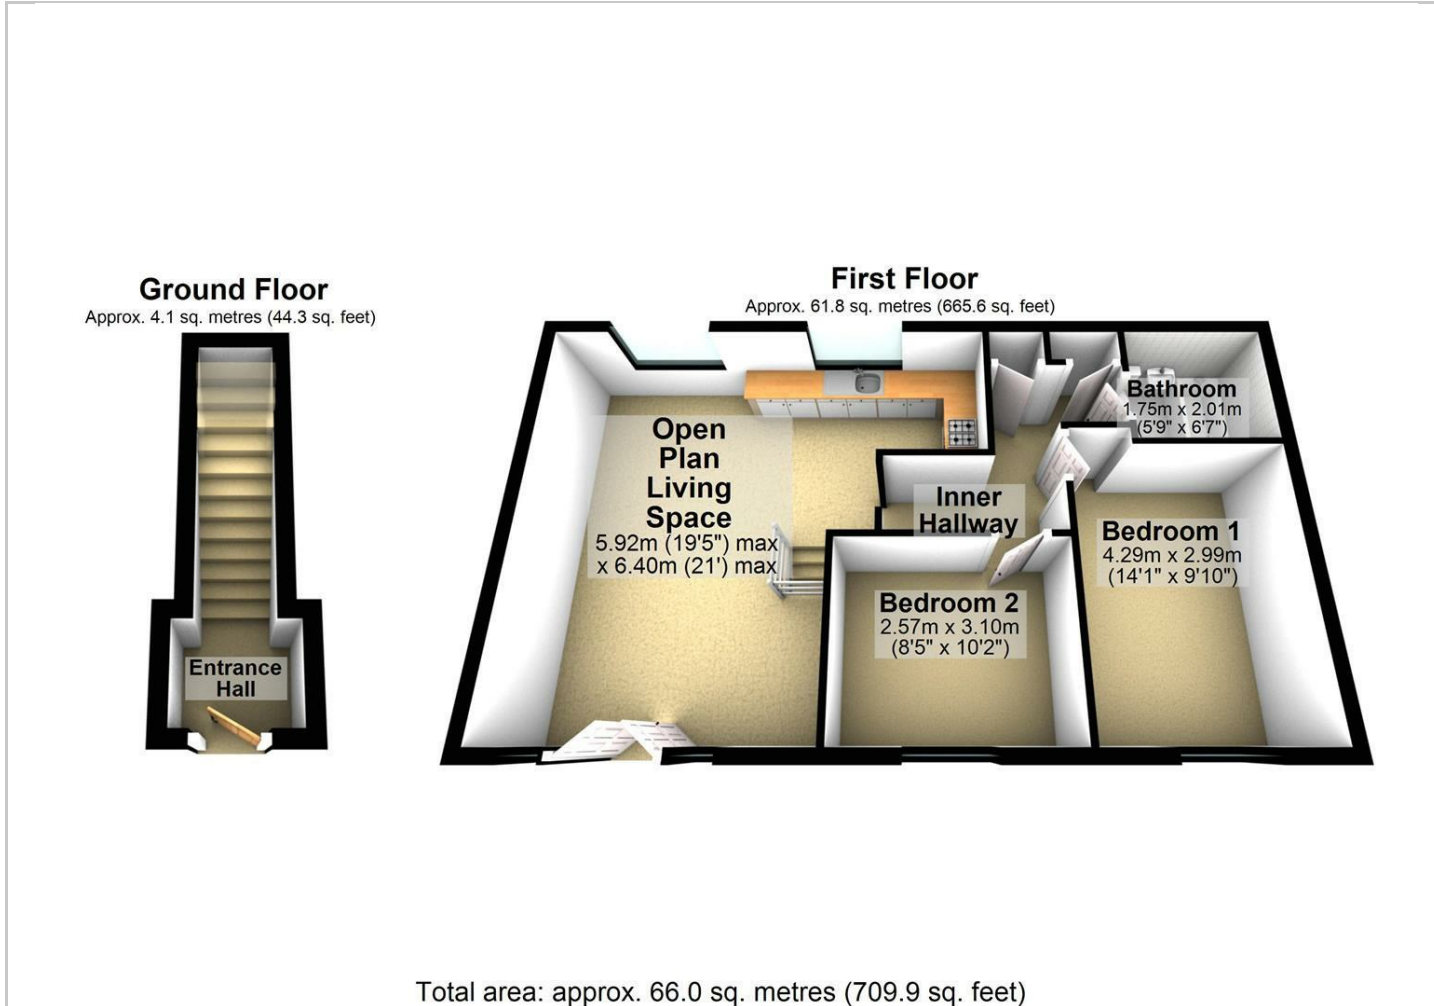 Ground Floor
Approx. 4.1 sq. metres (44.3 sq. feet)
Entrance
Hall
First Floor
Approx. 61.8 sq. metres (665.6 sq. feet)
Open
Plan
Living
Space
5.92m (19'5") max
x 6.40m (21') max
Inner
Hallway
Bathroom
1.75m x 2.01m
(5'9" x 6'7")
Bedroom 1
4.29m x 2.99m
(14'1" x 9'10")
Bedroom 2
2.57m x 3.10m
(8'5" x 10'2")
Total area: approx. 66.0 sq. metres (709.9 sq. feet)